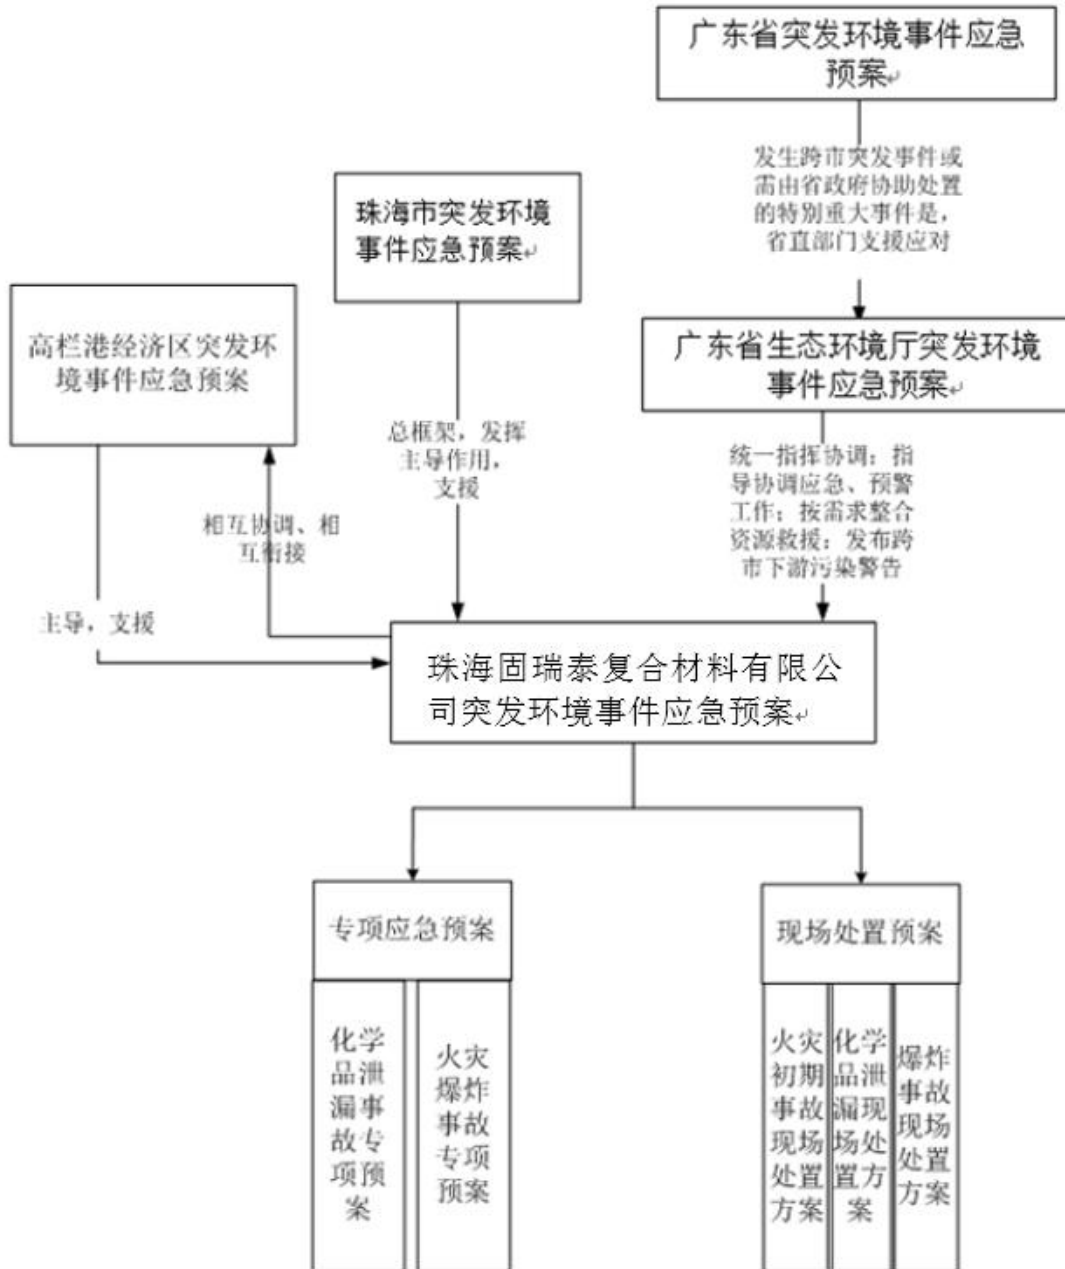 广东省突发环境事件应急
预案
发生跨市突发事件或
需由省政府协助处置
的特别重大事件是，
省直部门支援应对
珠海市突发环境
事件应急预案
高栏港经济区突发环
境事件应急预案
广东省生态环境厅突发环境
事件应急预案
总框架，发挥
主导作用，
支援
统一指挥协调；指
导协调应急、预警
工作；按需求整合
资源救援；发布跨
市下游污染警告
相互协调、相
互衔接
主导，支援
珠海固瑞泰复合材料有限公
司突发环境事件应急预案
专项应急预案
现场处置预案
化学
品泄
漏事
故专
项预
案
火灾
爆炸
事故
专项
预案
火灾
初期
事故
现场
处置
方案
化学
品泄
漏现
场处
置方
案
爆炸
事故
现场
处置
方案